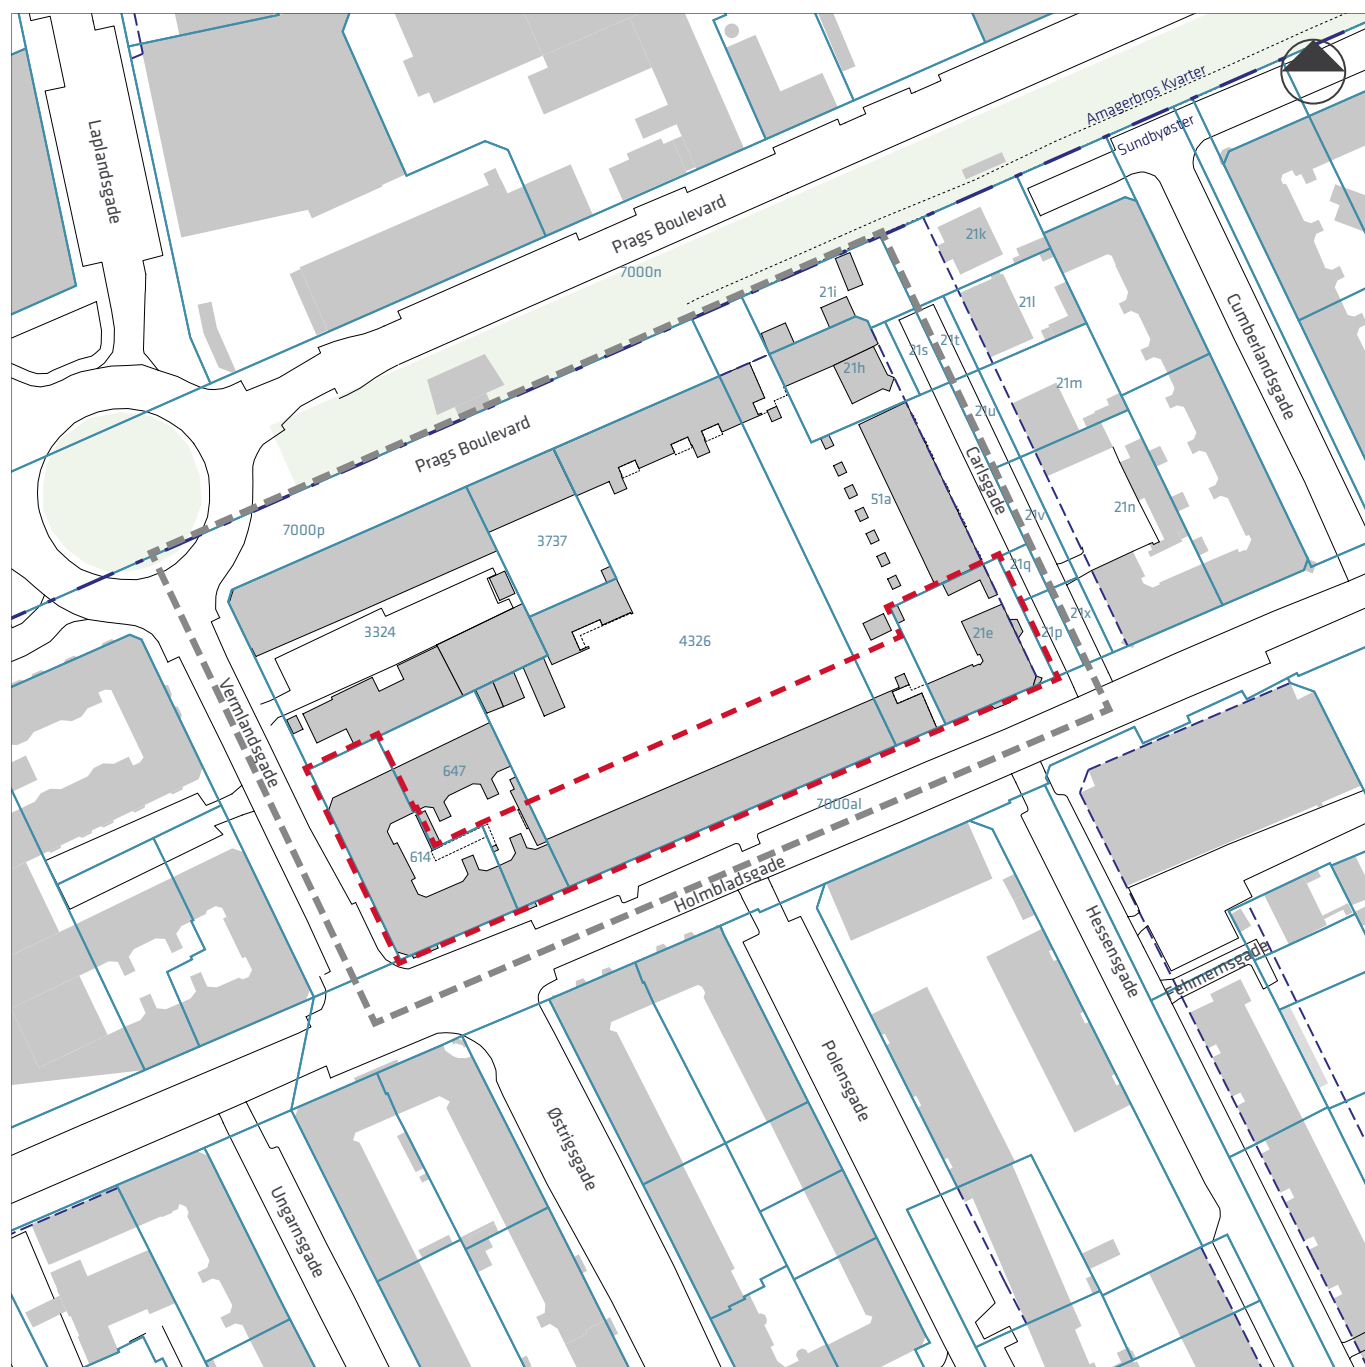 Amagerbros Kvarter
Sundbyøster
Laplandsgade
Prags Boulevard
7000n
21k
21i
21l
Cumberlandsgade
21t
21s
21h
21m
21u
Prags Boulevard
Carlsgade
51a
21n
21v
7000p
3737
21q
21x
3324
4326
21e
21p
Vermlandsgade
647
7000al
614
Holmbladsgade
Hessensgade
Fehmernsgade
Polensgade
Østrigsgade
Ungarnsgade